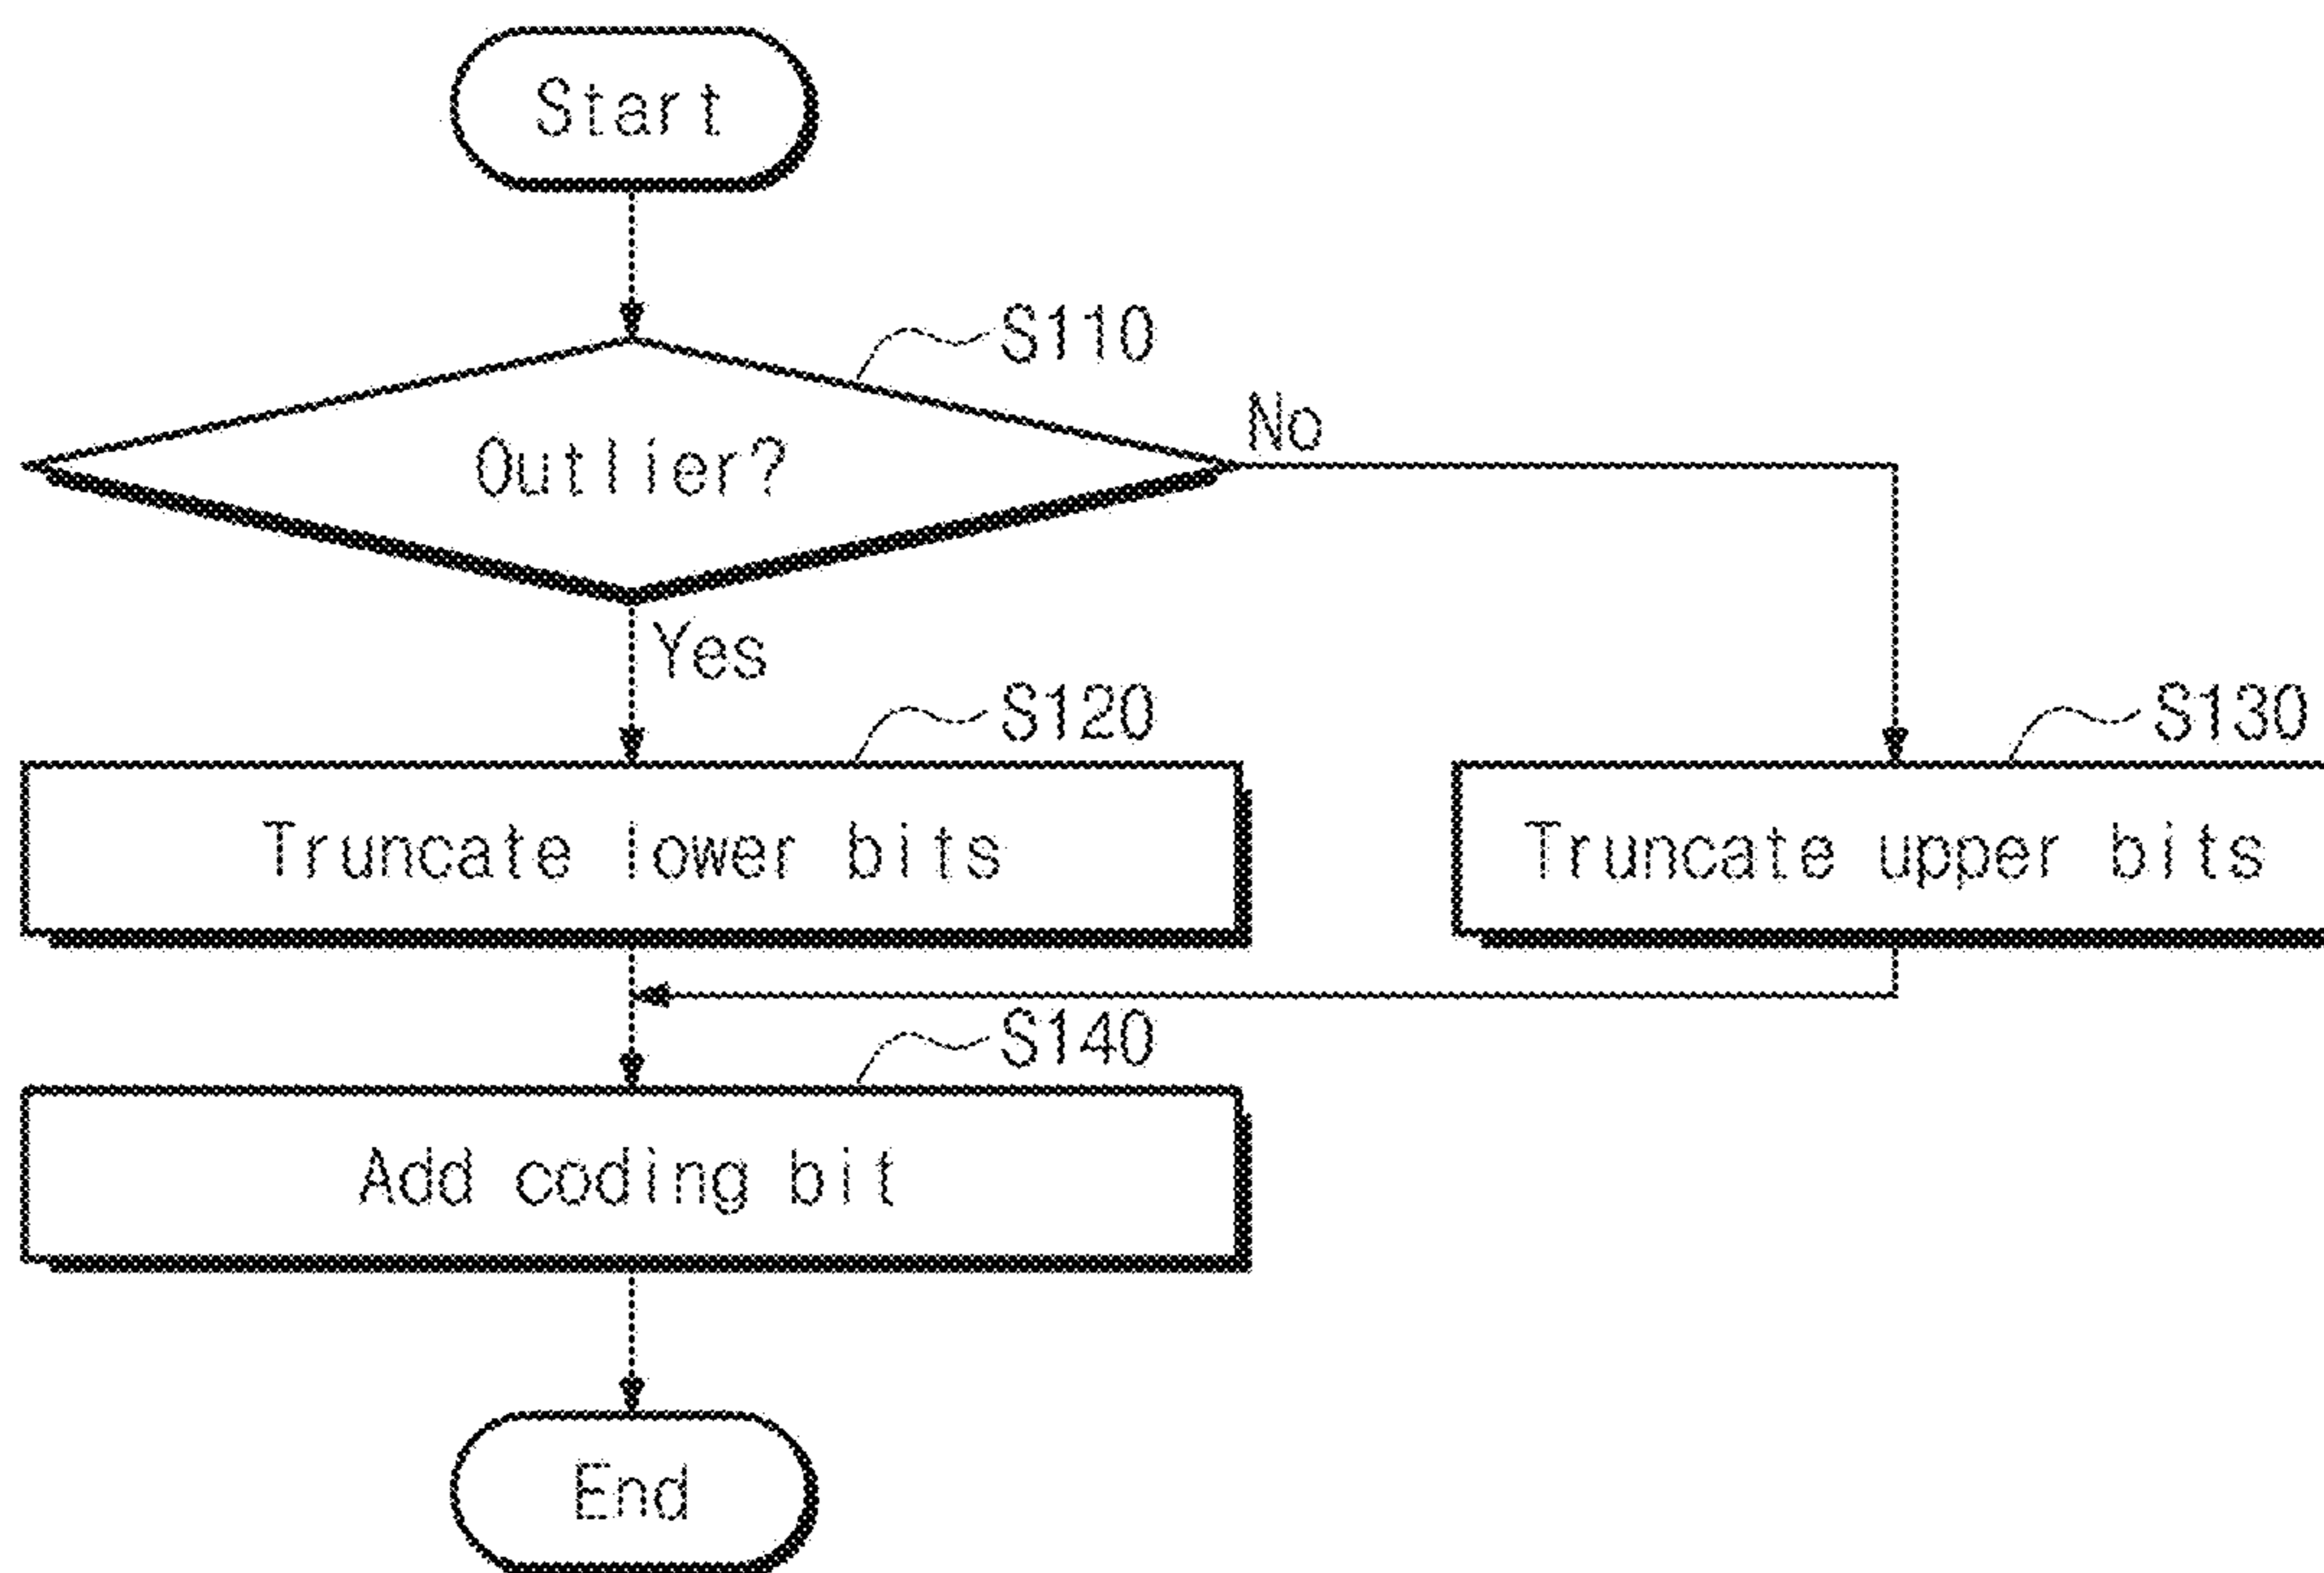 Start
S110
Outlier?
No
Yes
S120
S130
Truncate lower bits
Truncate upper bits
S140
Add coding bit
End